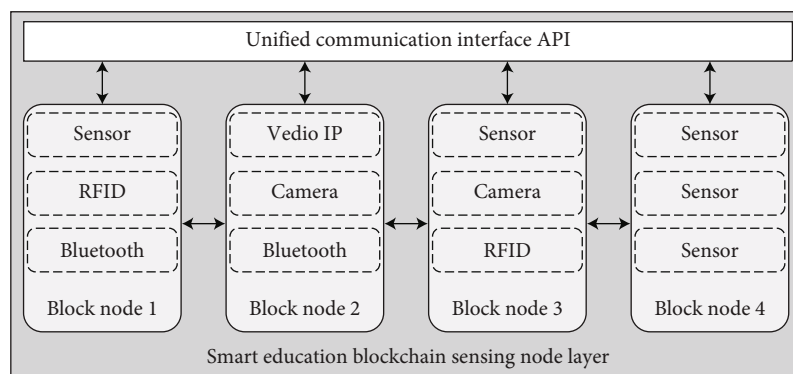 Unified communication interface API
Sensor
RFID
Bluetooth
Block node 1
Vedio IP
Camera
Bluetooth
Block node 2
Sensor
Camera
RFID
Block node 3
Sensor
Sensor
Sensor
Block node 4
Smart education blockchain sensing node layer